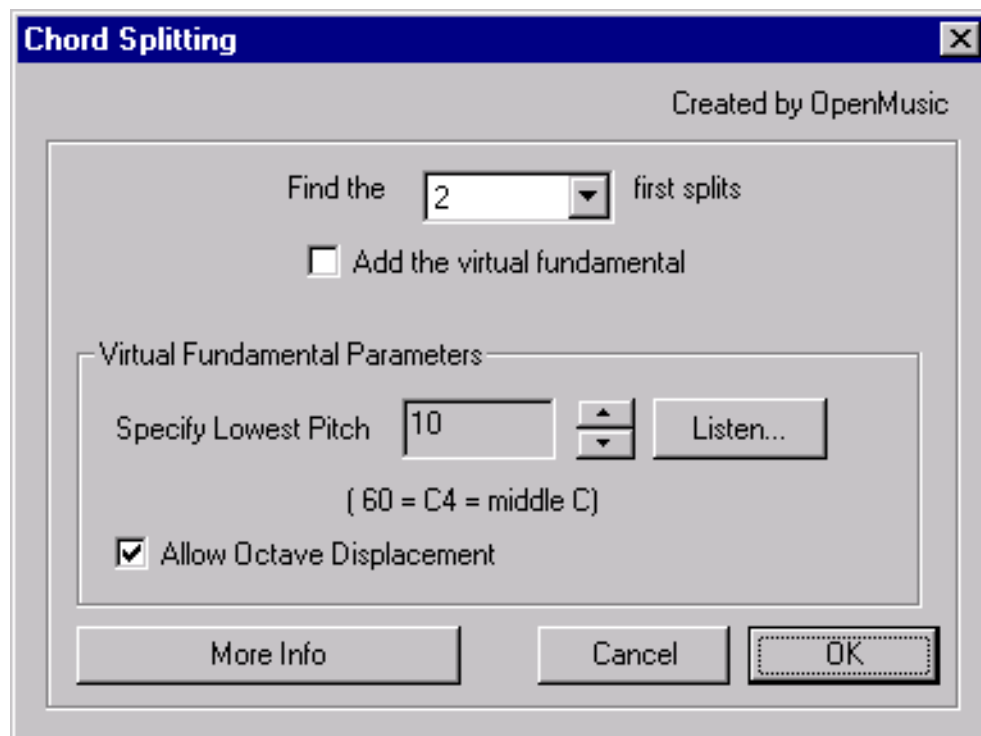 Chord Splitting
Created by OpenMusic
Find the 2 first splits
Add the virtual fundamental
Virtual Fundamental Parameters
Specify Lowest Pitch 10 Listen...
( 60 = C4 = middle C)
Allow Octave Displacement
More Info Cancel OK